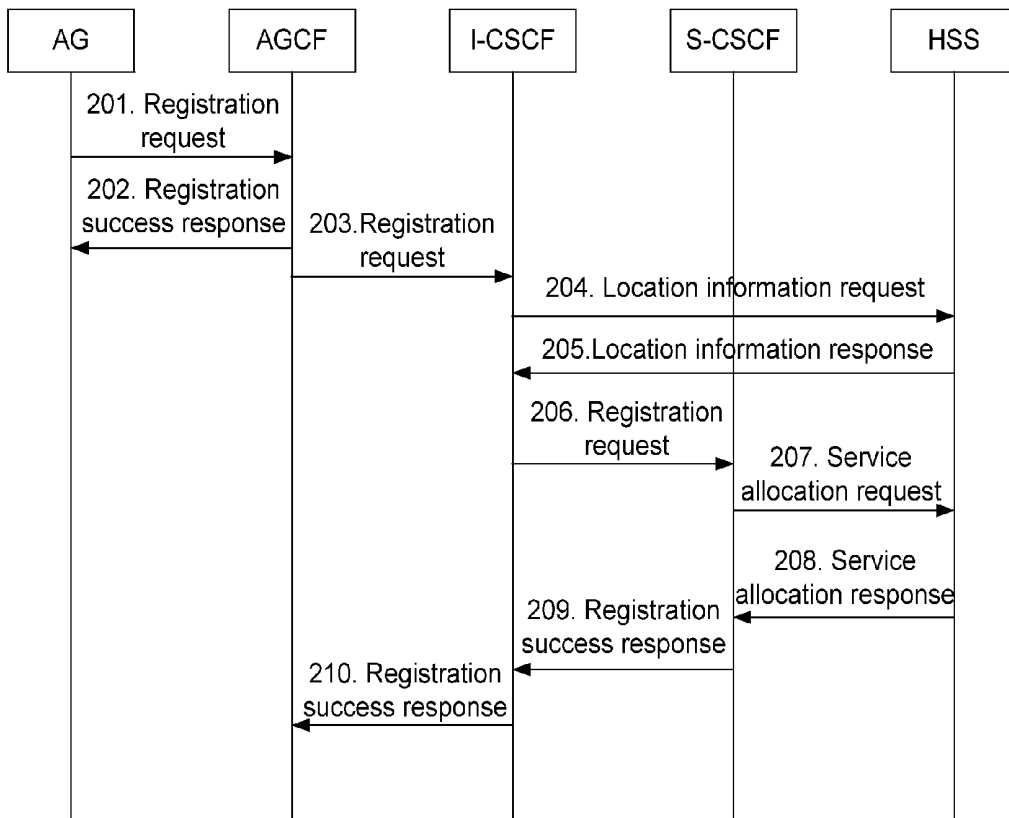 AG
AGCF
I-CSCF
S-CSCF
HSS
201. Registration
request
202. Registration
success response
203.Registration
request
204. Location information request
205.Location information response
206. Registration
request
207. Service
allocation request
208. Service
allocation response
209. Registration
success response
210. Registration
success response